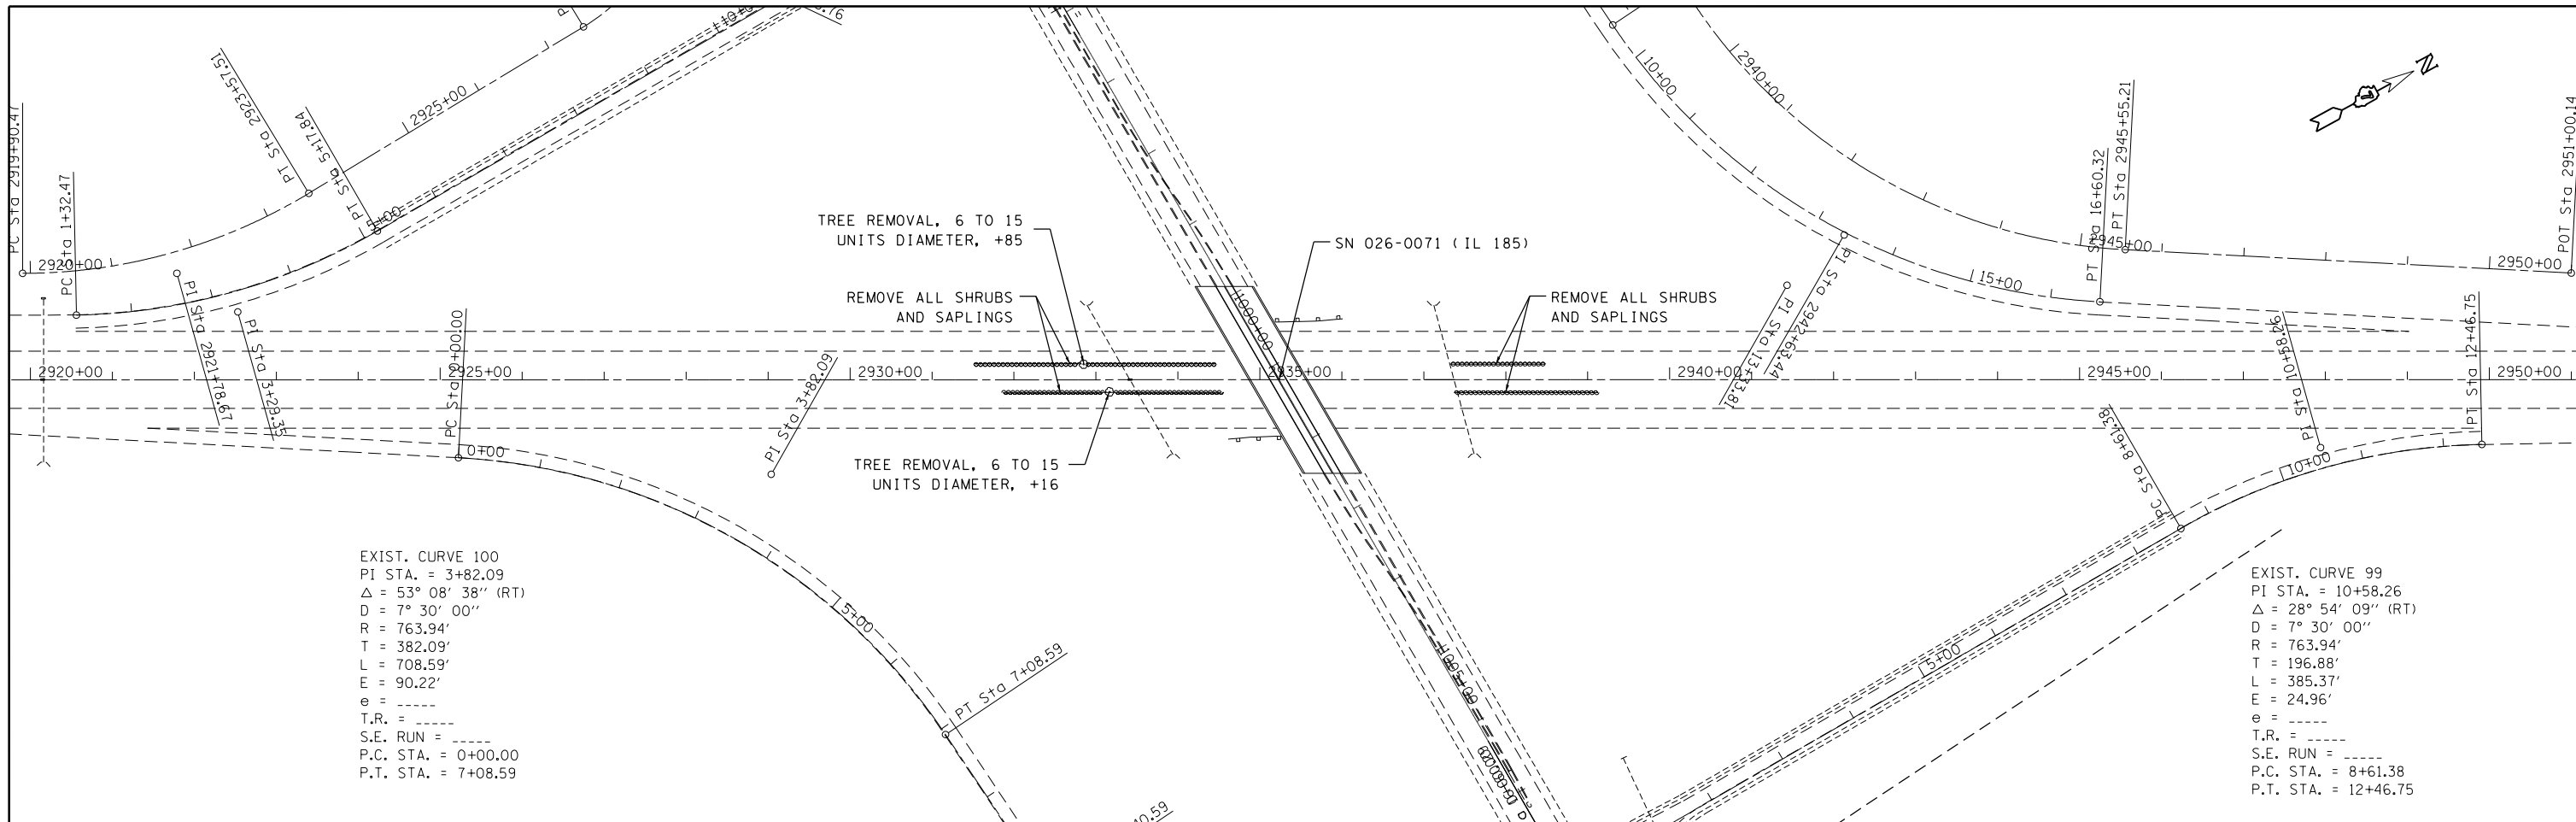 PC Sta 2919+90.47
PC Sta 1+32.47
PT Sta 2923+57.51
PT Sta 5+17.84
2925+00
5+00
2920+00
PI Sta 2921+78.67
PI Sta 3+29.35
TREE REMOVAL, 6 TO 15
UNITS DIAMETER, +85
REMOVE ALL SHRUBS
AND SAPLINGS
SN 026-0071 (IL 185)
REMOVE ALL SHRUBS
AND SAPLINGS
1000+00
10+00
2940+00
15+00
2945+00
2950+00
N
PI Sta 13+33.81
PI Sta 2942+63.44
PT Sta 16+60.32
PT Sta 2945+55.21
POT Sta 2951+00.14
2920+00
2925+00
2930+00
2935+00
2940+00
2945+00
2950+00
PC Sta 0+00.00
0+00
PI Sta 3+82.09
TREE REMOVAL, 6 TO 15
UNITS DIAMETER, +16
PC Sta 8+61.38
PI Sta 10+58.26
PT Sta 12+46.75
10+00
5+00
PT Sta 7+08.59
995+00
5+00
EXIST. CURVE 100
PI STA. = 3+82.09
Δ = 53° 08' 38'' (RT)
D = 7° 30' 00''
R = 763.94'
T = 382.09'
L = 708.59'
E = 90.22'
e = _____
T.R. = _____
S.E. RUN = _____
P.C. STA. = 0+00.00
P.T. STA. = 7+08.59
EXIST. CURVE 99
PI STA. = 10+58.26
Δ = 28° 54' 09'' (RT)
D = 7° 30' 00''
R = 763.94'
T = 196.88'
L = 385.37'
E = 24.96'
e = _____
T.R. = _____
S.E. RUN = _____
P.C. STA. = 8+61.38
P.T. STA. = 12+46.75